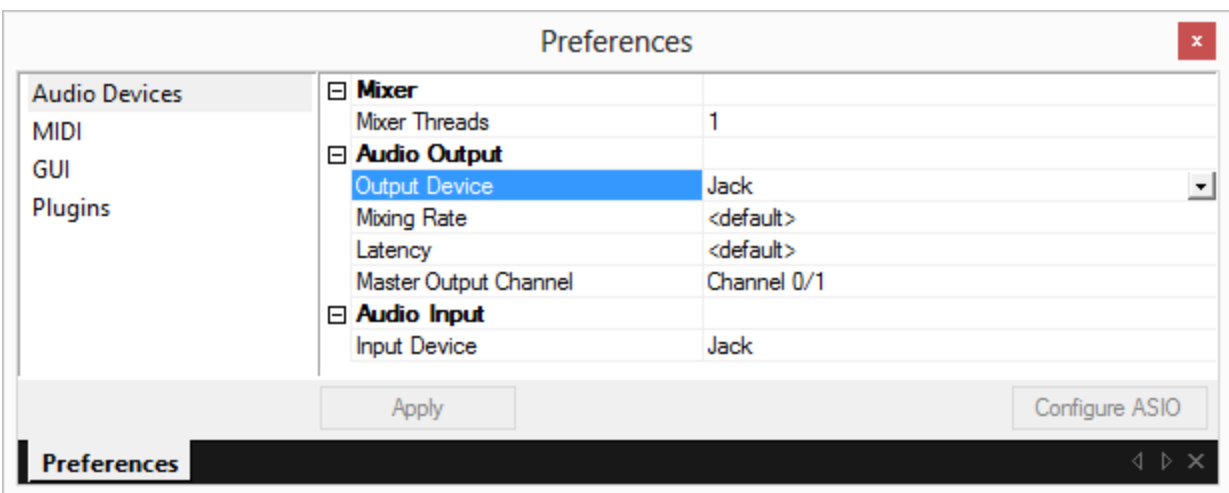 Preferences
x
Audio Devices
MIDI
GUI
Plugins
Mixer
Mixer Threads 1
Audio Output
Output Device Jack
Mixing Rate <default>
Latency <default>
Master Output Channel Channel 0/1
Audio Input
Input Device Jack
Apply Configure ASIO
Preferences